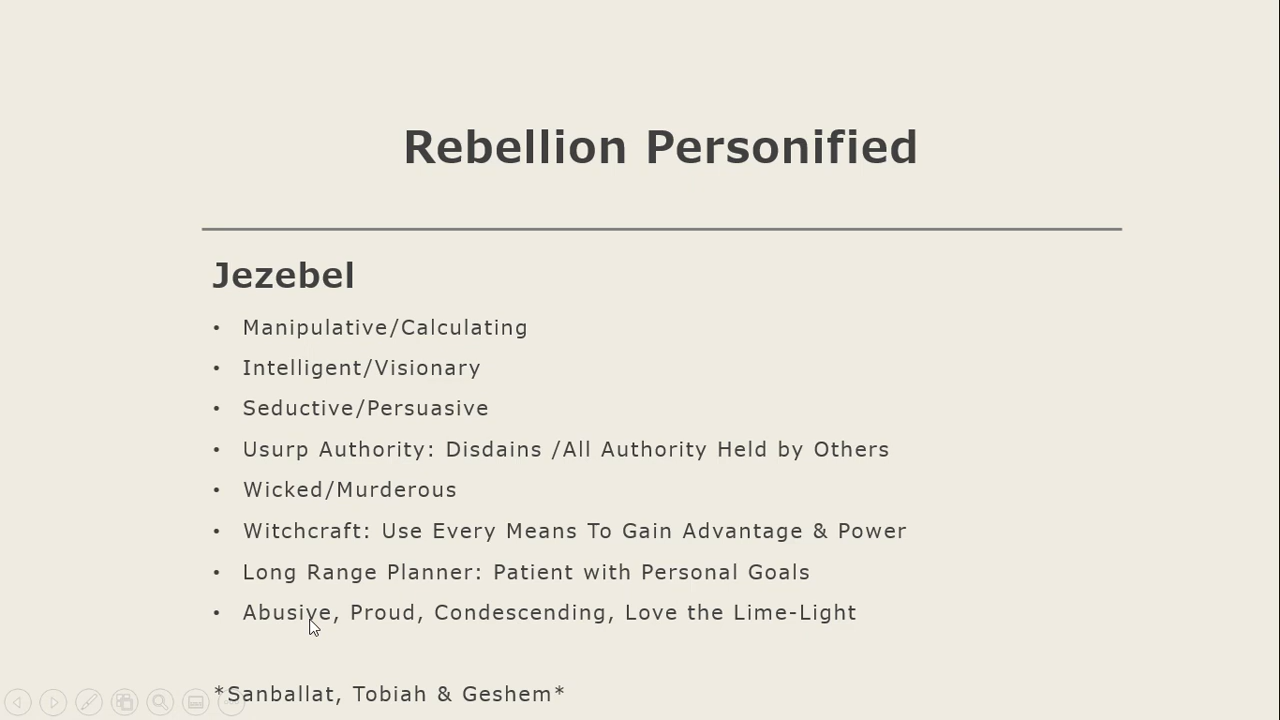 Rebellion Personified
Jezebel
• Manipulative/Calculating
• Intelligent/Visionary
• Seductive/Persuasive
• Usurp Authority: Disdains /All Authority Held by Others
• Wicked/Murderous
• Witchcraft: Use Every Means To Gain Advantage & Power
• Long Range Planner: Patient with Personal Goals
• Abusive, Proud, Condescending, Love the Lime-Light
*Sanballat, Tobiah & Geshem*